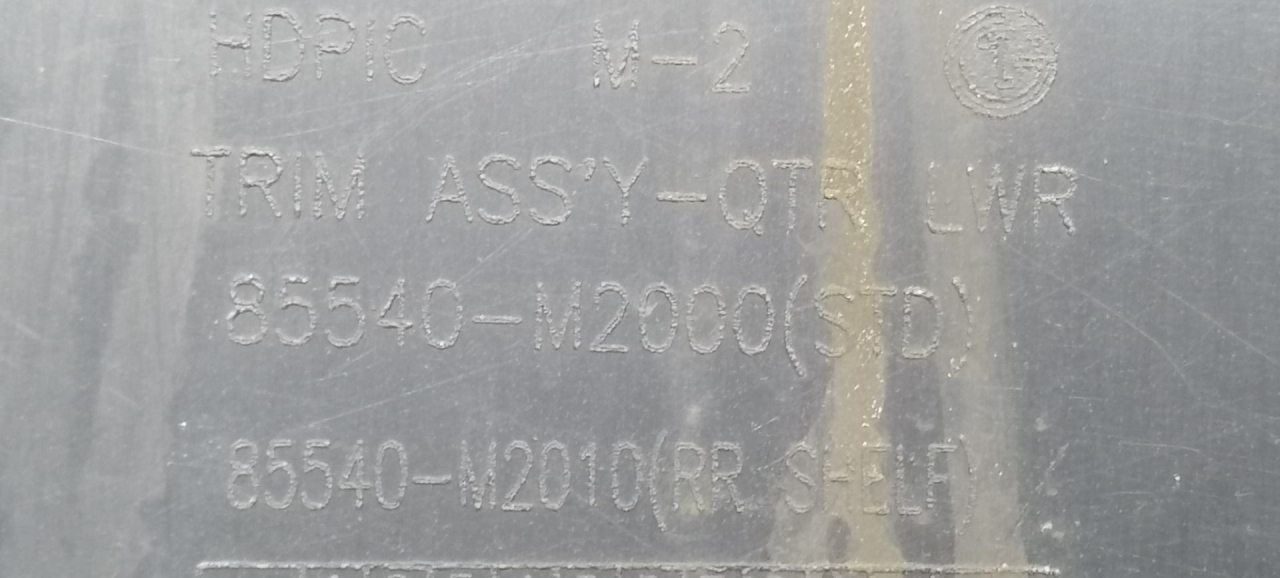 HDPIC M-2
TRIM ASS'Y-QTR LWR
85540-M2000(STD)
85540-M2010(RR SHELF)